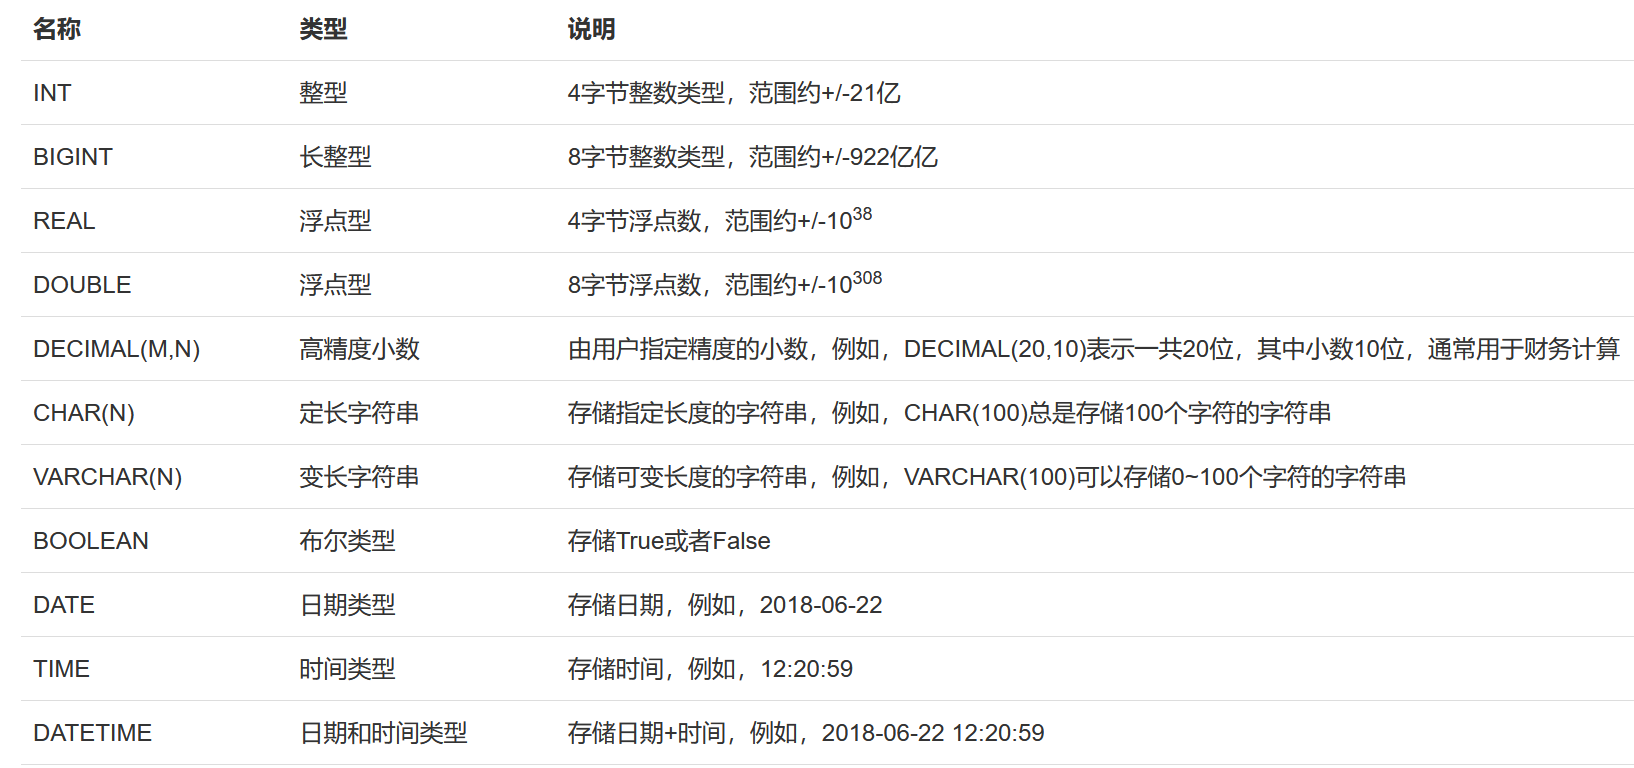 名称 类型 说明
INT 整型 4字节整数类型，范围约+/-21亿
BIGINT 长整型 8字节整数类型，范围约+/-922亿亿
REAL 浮点型 4字节浮点数，范围约+/-10³⁸
DOUBLE 浮点型 8字节浮点数，范围约+/-10³⁰⁸
DECIMAL(M,N) 高精度小数 由用户指定精度的小数，例如，DECIMAL(20,10)表示一共20位，其中小数10位，通常用于财务计算
CHAR(N) 定长字符串 存储指定长度的字符串，例如，CHAR(100)总是存储100个字符的字符串
VARCHAR(N) 变长字符串 存储可变长度的字符串，例如，VARCHAR(100)可以存储0~100个字符的字符串
BOOLEAN 布尔类型 存储True或者False
DATE 日期类型 存储日期，例如，2018-06-22
TIME 时间类型 存储时间，例如，12:20:59
DATETIME 日期和时间类型 存储日期+时间，例如，2018-06-22 12:20:59